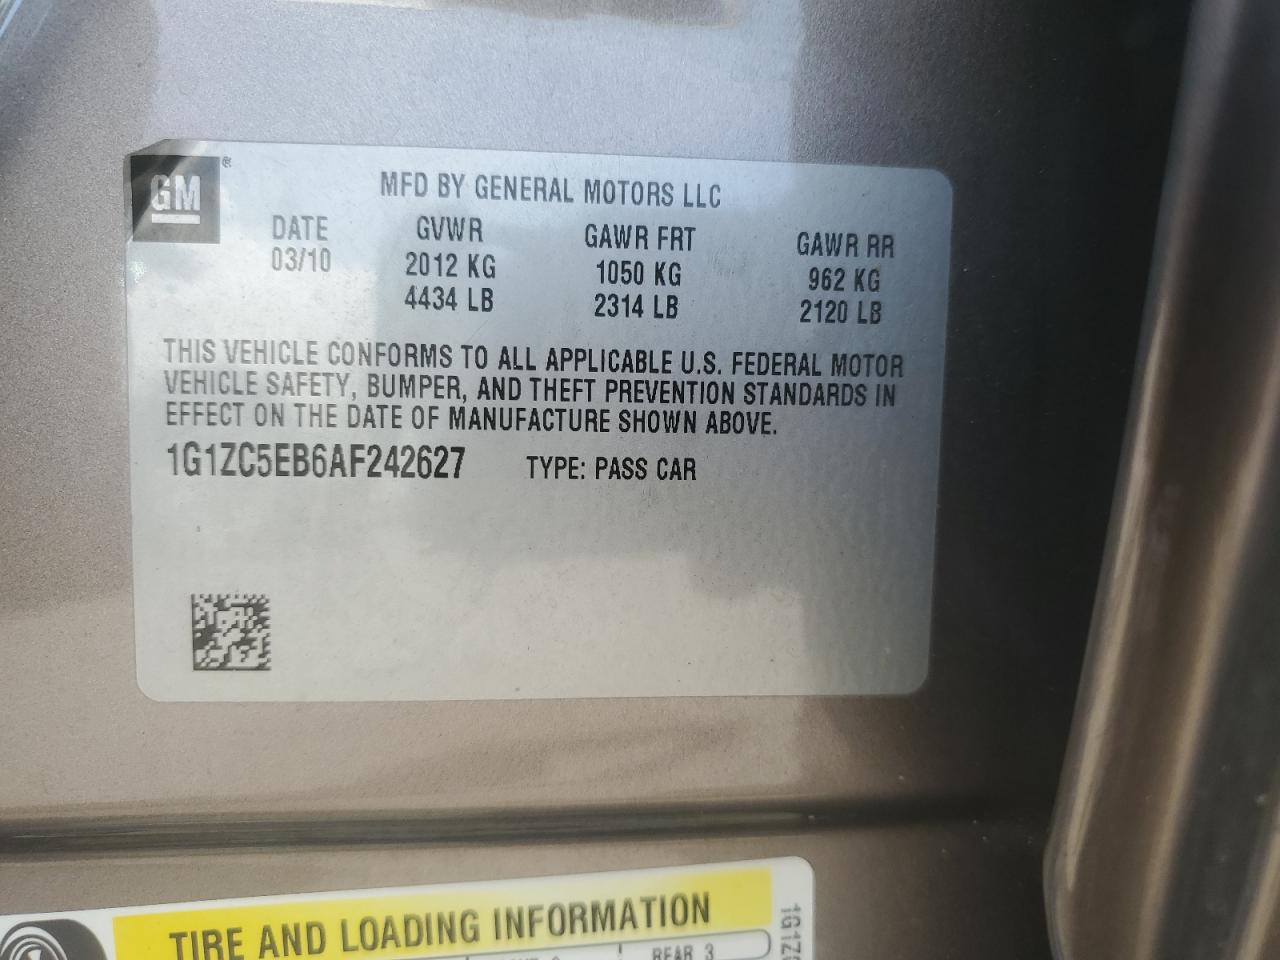 GM ®
MFD BY GENERAL MOTORS LLC
DATE GVWR GAWR FRT GAWR RR
03/10 2012 KG 1050 KG 962 KG
4434 LB 2314 LB 2120 LB
THIS VEHICLE CONFORMS TO ALL APPLICABLE U.S. FEDERAL MOTOR
VEHICLE SAFETY, BUMPER, AND THEFT PREVENTION STANDARDS IN
EFFECT ON THE DATE OF MANUFACTURE SHOWN ABOVE.
1G1ZC5EB6AF242627 TYPE: PASS CAR
TIRE AND LOADING INFORMATION
REAR 3
1G1Z